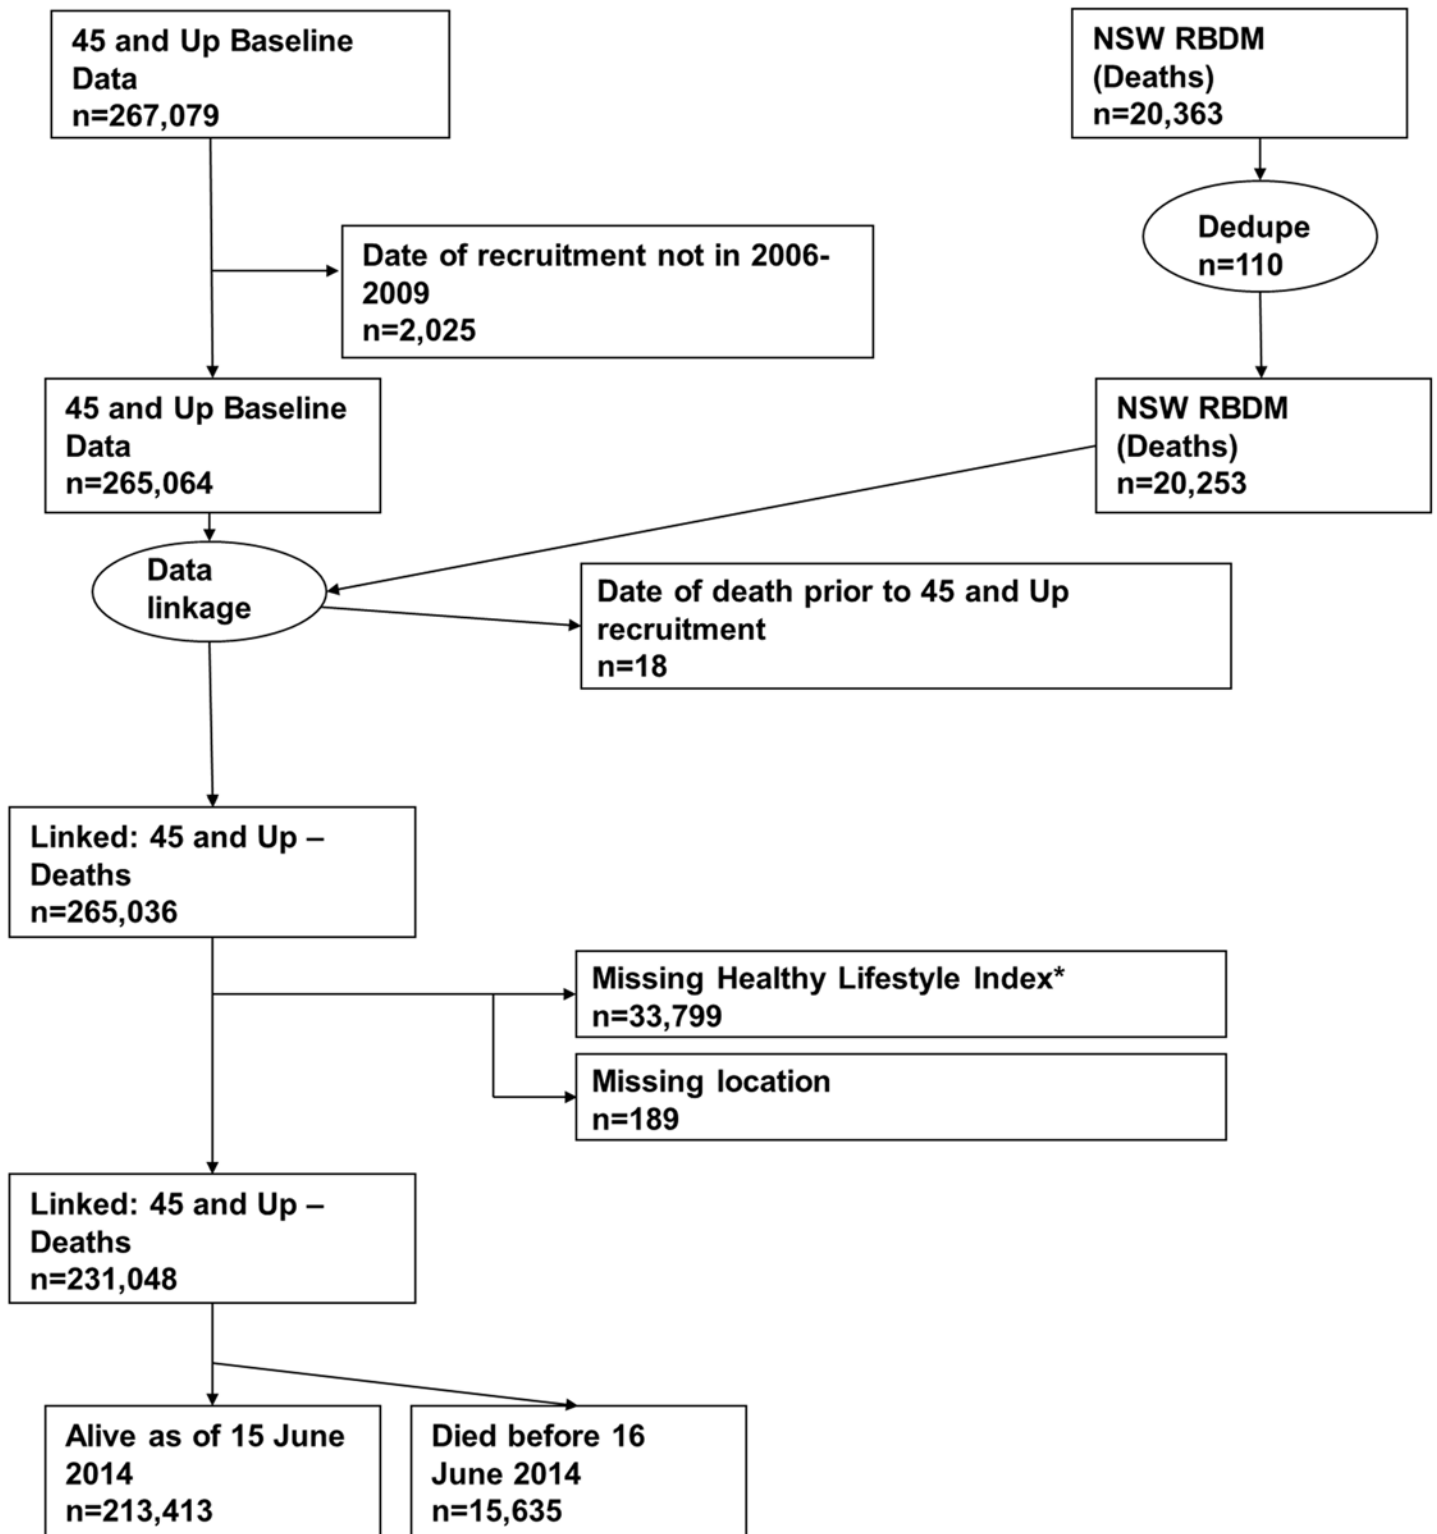 45 and Up Baseline
Data
n=267,079
NSW RBDM
(Deaths)
n=20,363
Dedupe
n=110
Date of recruitment not in 2006-
2009
n=2,025
45 and Up Baseline
Data
n=265,064
NSW RBDM
(Deaths)
n=20,253
Data
linkage
Date of death prior to 45 and Up
recruitment
n=18
Linked: 45 and Up –
Deaths
n=265,036
Missing Healthy Lifestyle Index*
n=33,799
Missing location
n=189
Linked: 45 and Up –
Deaths
n=231,048
Alive as of 15 June
2014
n=213,413
Died before 16
June 2014
n=15,635